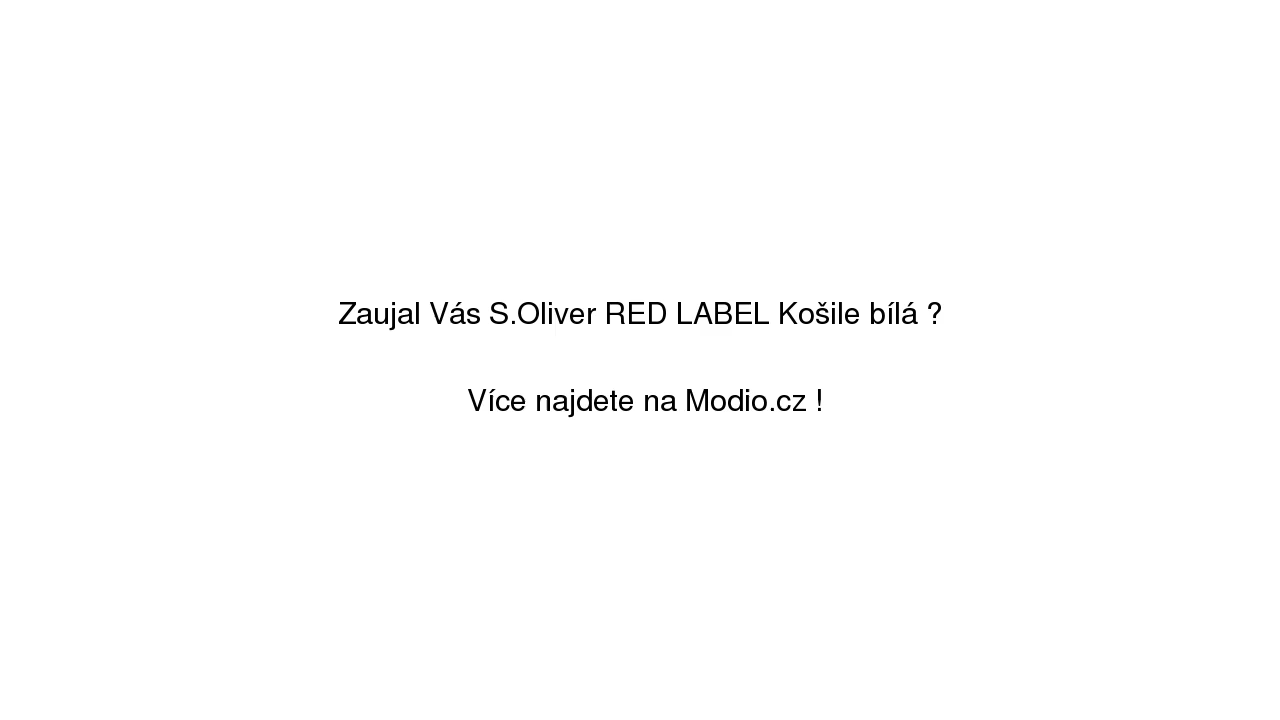 Zaujal Vás S.Oliver RED LABEL Košile bílá ?
Více najdete na Modio.cz !